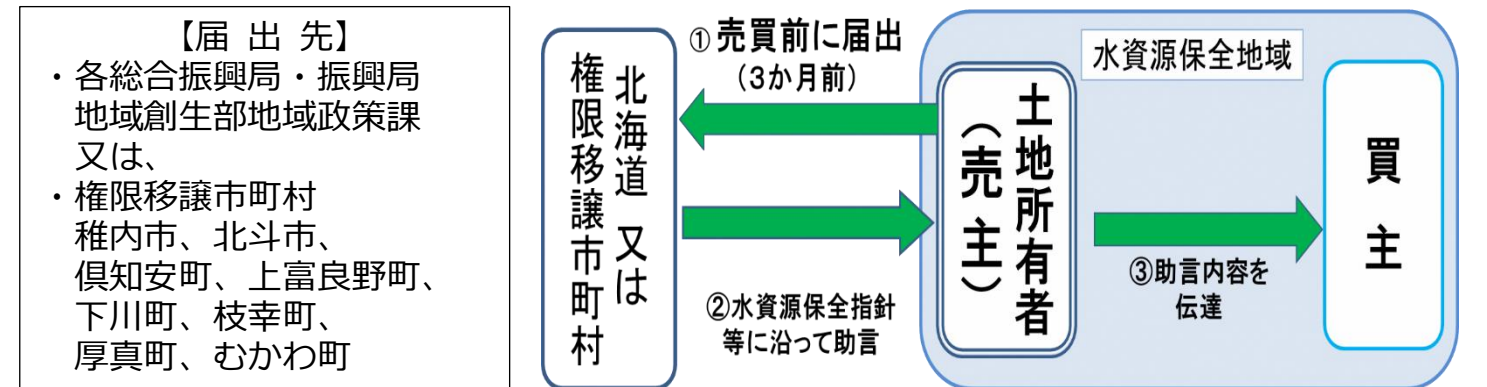 【届 出 先】
・各総合振興局・振興局
地域創生部地域政策課
又は、
・権限移譲市町村
稚内市、北斗市、
倶知安町、上富良野町、
下川町、枝幸町、
厚真町、むかわ町
北海道 又は
権限移譲市町村
①売買前に届出
（3か月前）
②水資源保全指針
等に沿って助言
水資源保全地域
土地所有者
（売 主）
③助言内容を
伝達
買 主